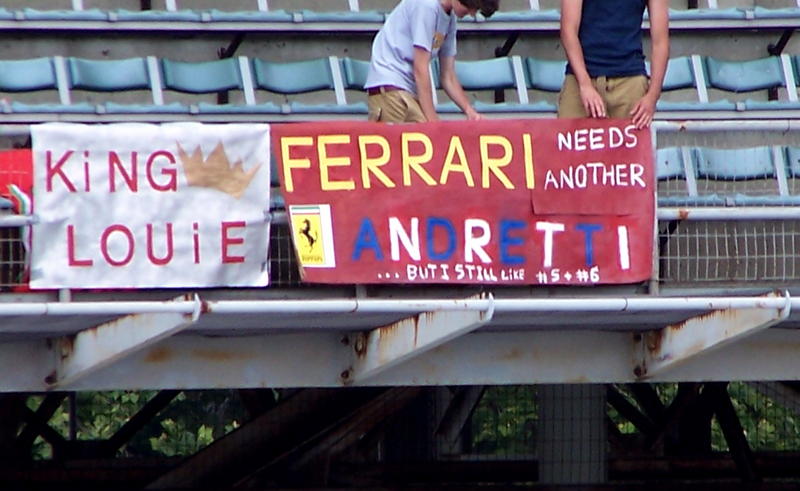 KiNG
LOUiE
FERRARI
NEEDS
ANOTHER
ANDRETTI
... BUT I STILL LIKE #5 + #6